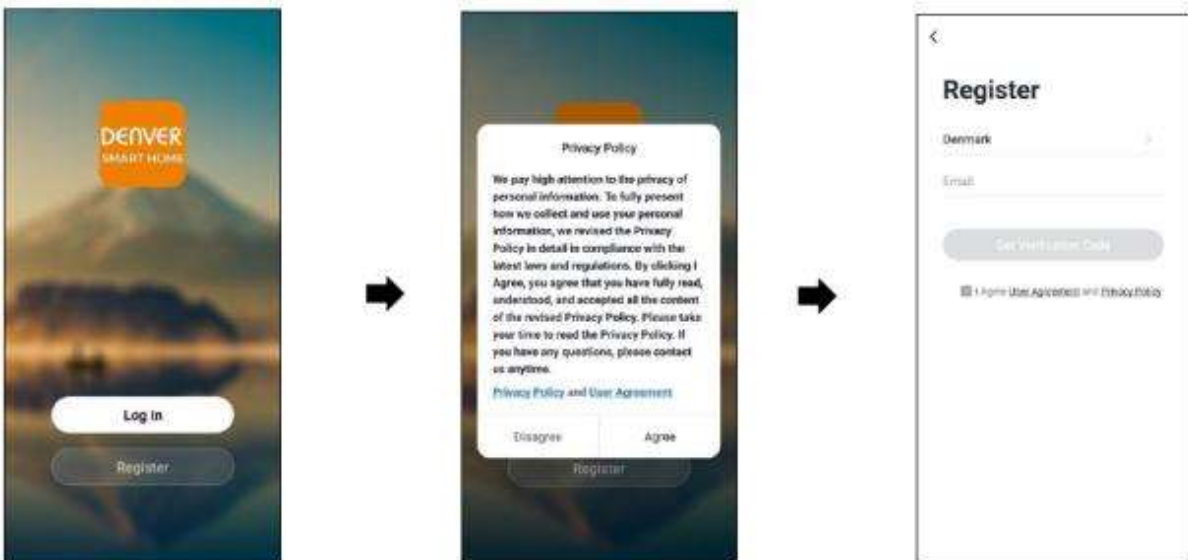 DENVER
SMART HOME
Log In
Register
Privacy Policy
We pay high attention to the privacy of
personal information. To fully present
how we collect and use your personal
information, we revised the Privacy
Policy in detail in compliance with the
latest laws and regulations. By clicking I
Agree, you agree that you have fully read,
understood, and accepted all the content
of the revised Privacy Policy. Please take
your time to read the Privacy Policy. If
you have any questions, please contact
us anytime.
Privacy Policy and User Agreement
Disagree Agree
Register
Register
Denmark
Email
Get Verification Code
I Agree User Agreement and Privacy Policy